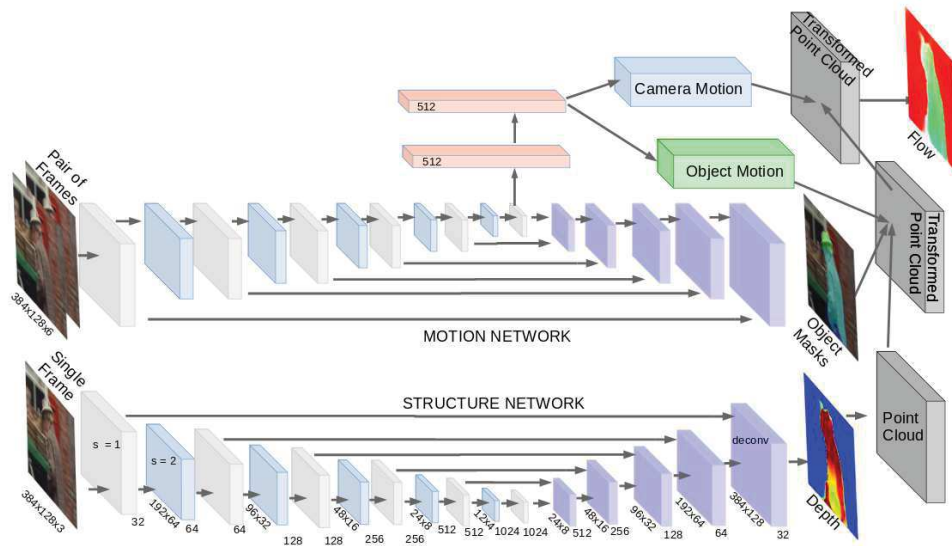 Pair of
Frames
384x128x6
512
512
Camera Motion
Object Motion
Transformed
Point Cloud
Flow
Transformed
Point Cloud
Object
Masks
MOTION NETWORK
Single
Frame
384x128x3
STRUCTURE NETWORK
s = 1
s = 2
deconv
Point
Cloud
Depth
32
192x64
64
64
96x32
128
128
48x16
256
256
24x8
512
512
12x4
1024
1024
24x8
512
48x16
256
96x32
128
192x64
64
384x128
32